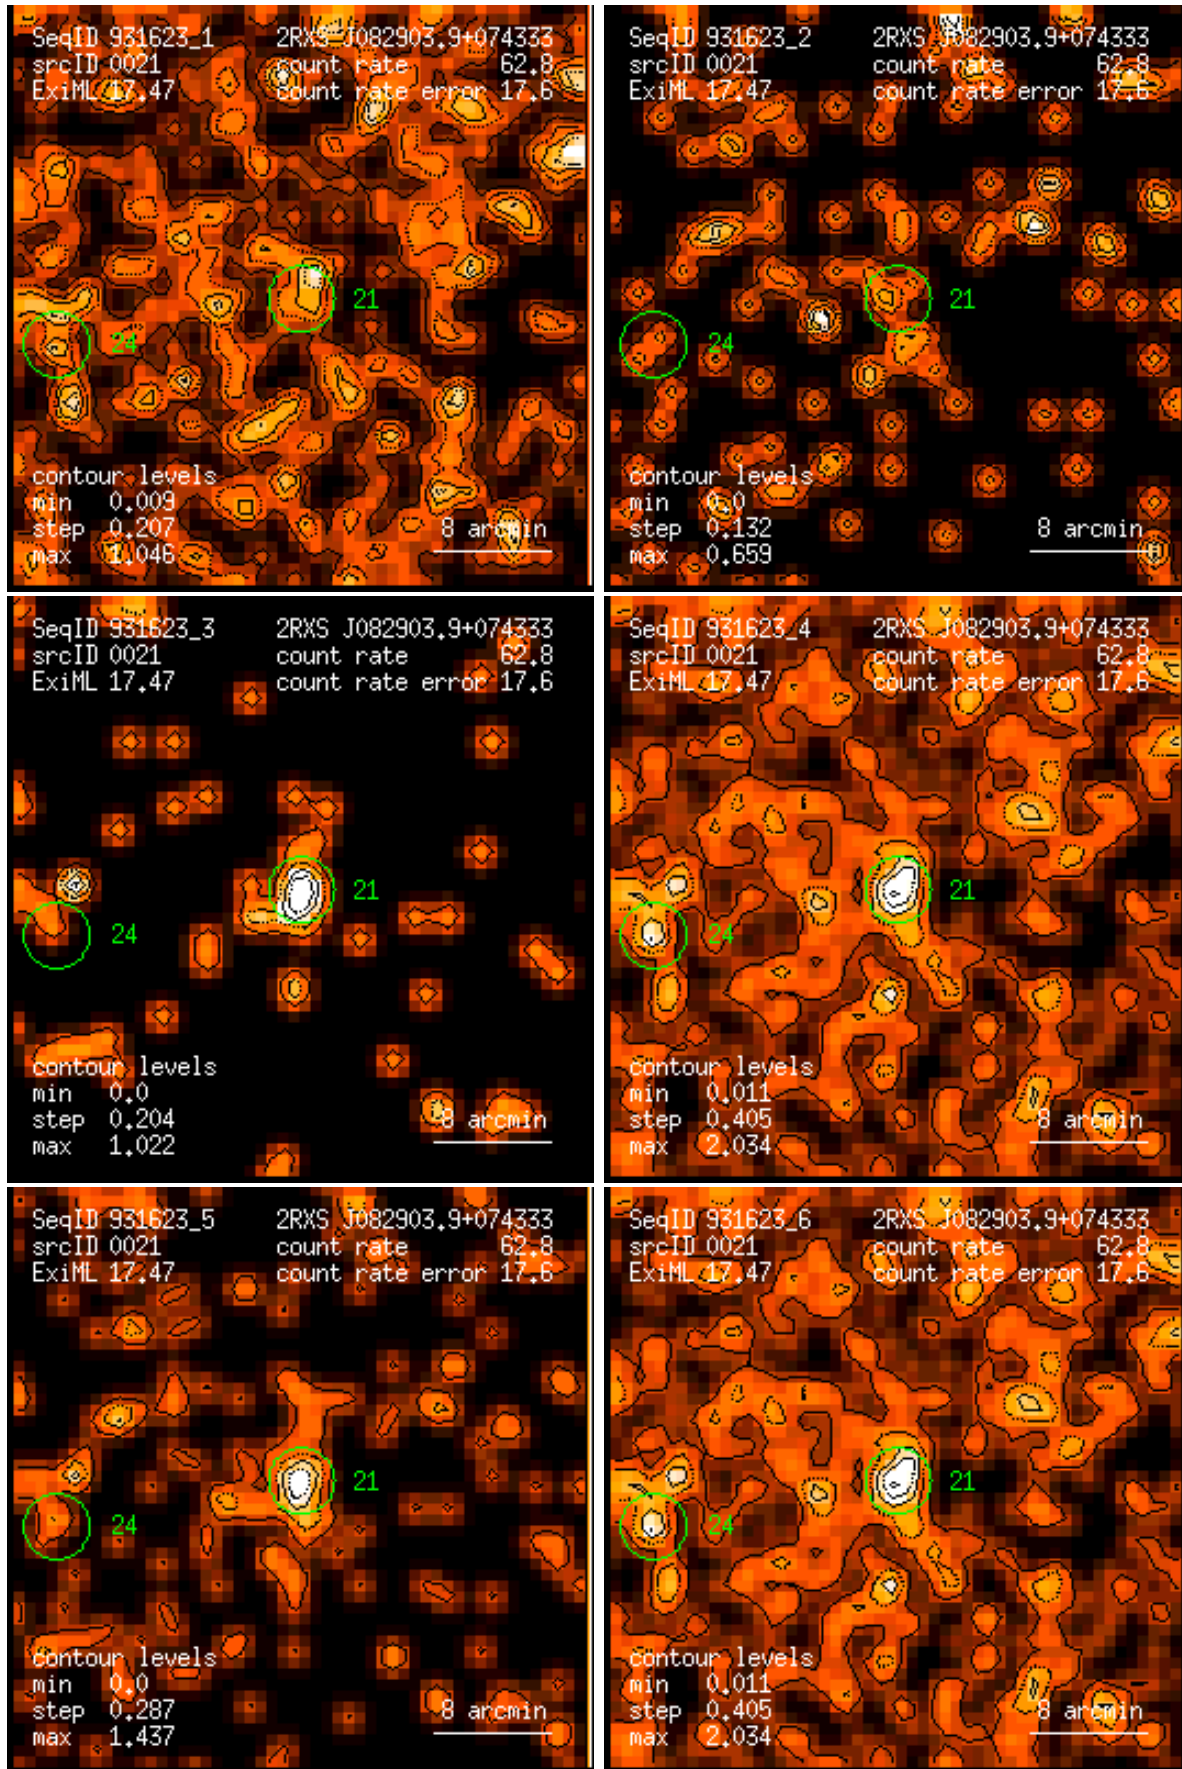 SeqID 931623_1 2RXS J082903.9+074333
srcID 0021 count rate 62.8
ExiML 17.47 count rate error 17.6
21
24
contour levels
min 0.009
step 0.207 8 arcmin
max 1.046
SeqID 931623_2 2RXS J082903.9+074333
srcID 0021 count rate 62.8
ExiML 17.47 count rate error 17.6
21
24
contour levels
min 0.0
step 0.132 8 arcmin
max 0.659
SeqID 931623_3 2RXS J082903.9+074333
srcID 0021 count rate 62.8
ExiML 17.47 count rate error 17.6
21
24
contour levels
min 0.0
step 0.204 8 arcmin
max 1.022
SeqID 931623_4 2RXS J082903.9+074333
srcID 0021 count rate 62.8
ExiML 17.47 count rate error 17.6
21
24
contour levels
min 0.011
step 0.405 8 arcmin
max 2.034
SeqID 931623_5 2RXS J082903.9+074333
srcID 0021 count rate 62.8
ExiML 17.47 count rate error 17.6
21
24
contour levels
min 0.0
step 0.287 8 arcmin
max 1.437
SeqID 931623_6 2RXS J082903.9+074333
srcID 0021 count rate 62.8
ExiML 17.47 count rate error 17.6
21
24
contour levels
min 0.011
step 0.405 8 arcmin
max 2.034